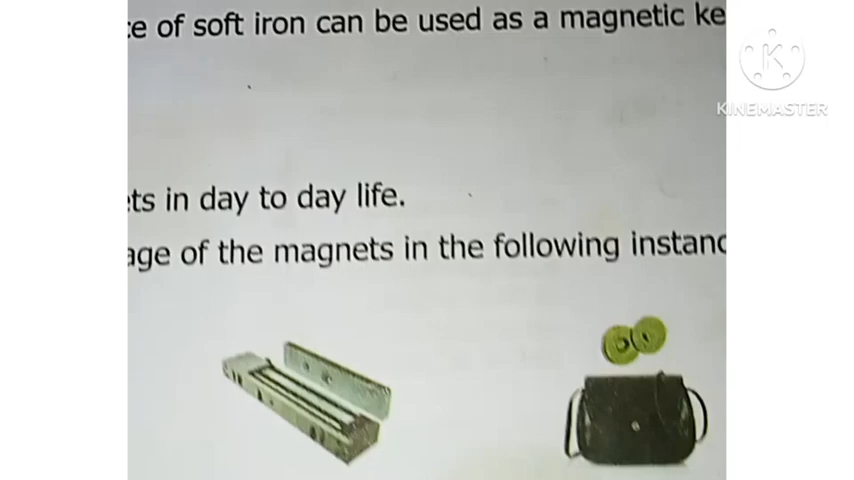 ce of soft iron can be used as a magnetic ke
KINEMASTER
ts in day to day life.
age of the magnets in the following instanc